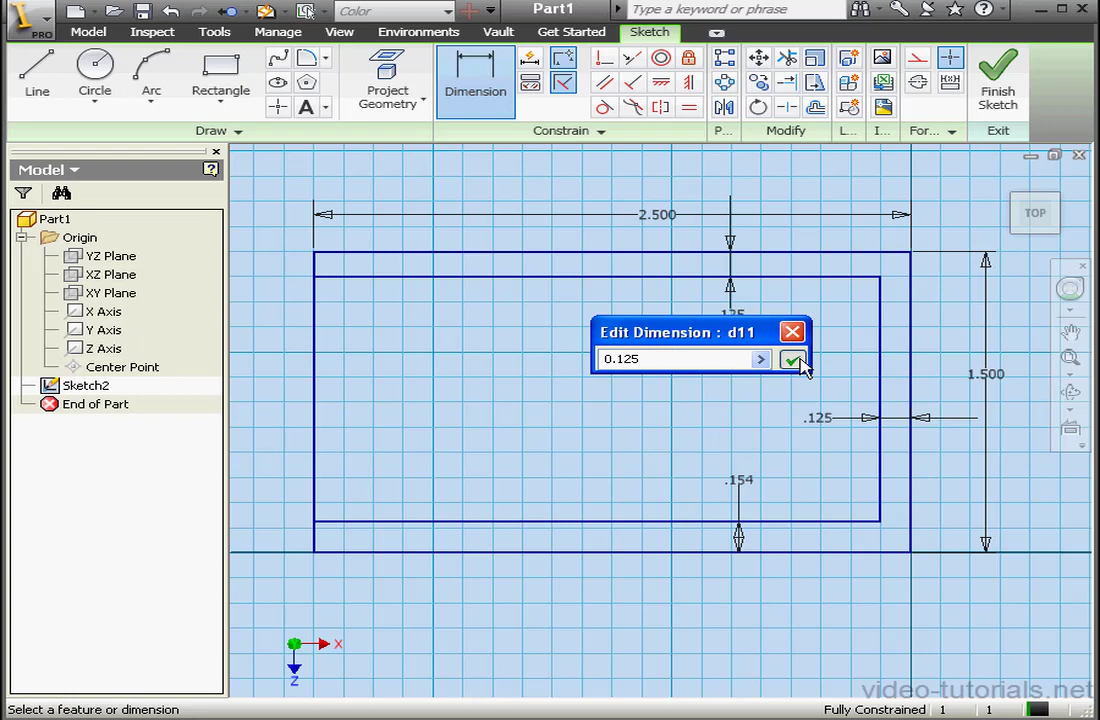 Color
Part1
Type a keyword or phrase
PRO
Model
Inspect
Tools
Manage
View
Environments
Vault
Get Started
Sketch
Line
Circle
Arc
Rectangle
Project
Geometry
Dimension
Finish
Sketch
Draw
Constrain
P...
Modify
L...
I...
For...
Exit
Model
Part1
Origin
YZ Plane
XZ Plane
XY Plane
X Axis
Y Axis
Z Axis
Center Point
Sketch2
End of Part
2.500
TOP
.125
Edit Dimension : d11
0.125
1.500
.125
.154
X
Z
video-tutorials.net
Select a feature or dimension
Fully Constrained
1
1